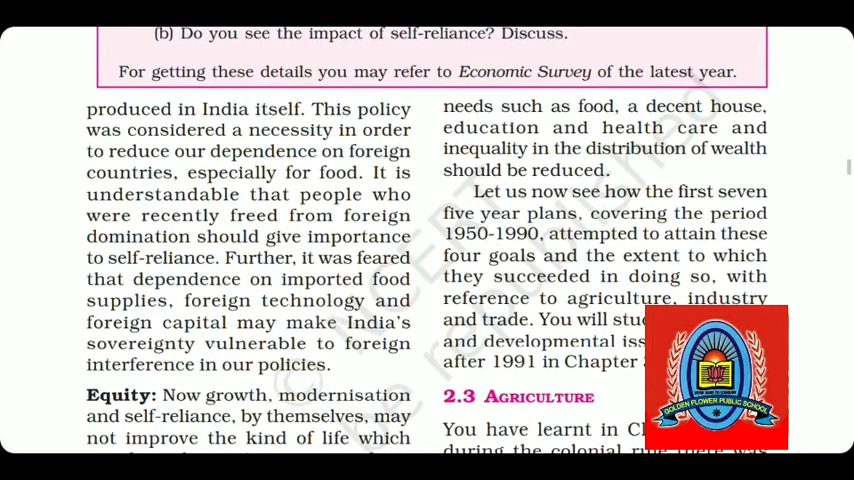 (b) Do you see the impact of self-reliance? Discuss.
For getting these details you may refer to Economic Survey of the latest year.
produced in India itself. This policy
was considered a necessity in order
to reduce our dependence on foreign
countries, especially for food. It is
understandable that people who
were recently freed from foreign
domination should give importance
to self-reliance. Further, it was feared
that dependence on imported food
supplies, foreign technology and
foreign capital may make India's
sovereignty vulnerable to foreign
interference in our policies.
Equity: Now growth, modernisation
and self-reliance, by themselves, may
not improve the kind of life which
needs such as food, a decent house,
education and health care and
inequality in the distribution of wealth
should be reduced.
Let us now see how the first seven
five year plans, covering the period
1950-1990, attempted to attain these
four goals and the extent to which
they succeeded in doing so, with
reference to agriculture, industry
and trade. You will
and developmental
after 1991 in Chapter
2.3 AGRICULTURE
You have learnt in
during the colonial rule there was
© NCERT
be republished
GOLDEN FLOWER PUBLIC SCHOOL